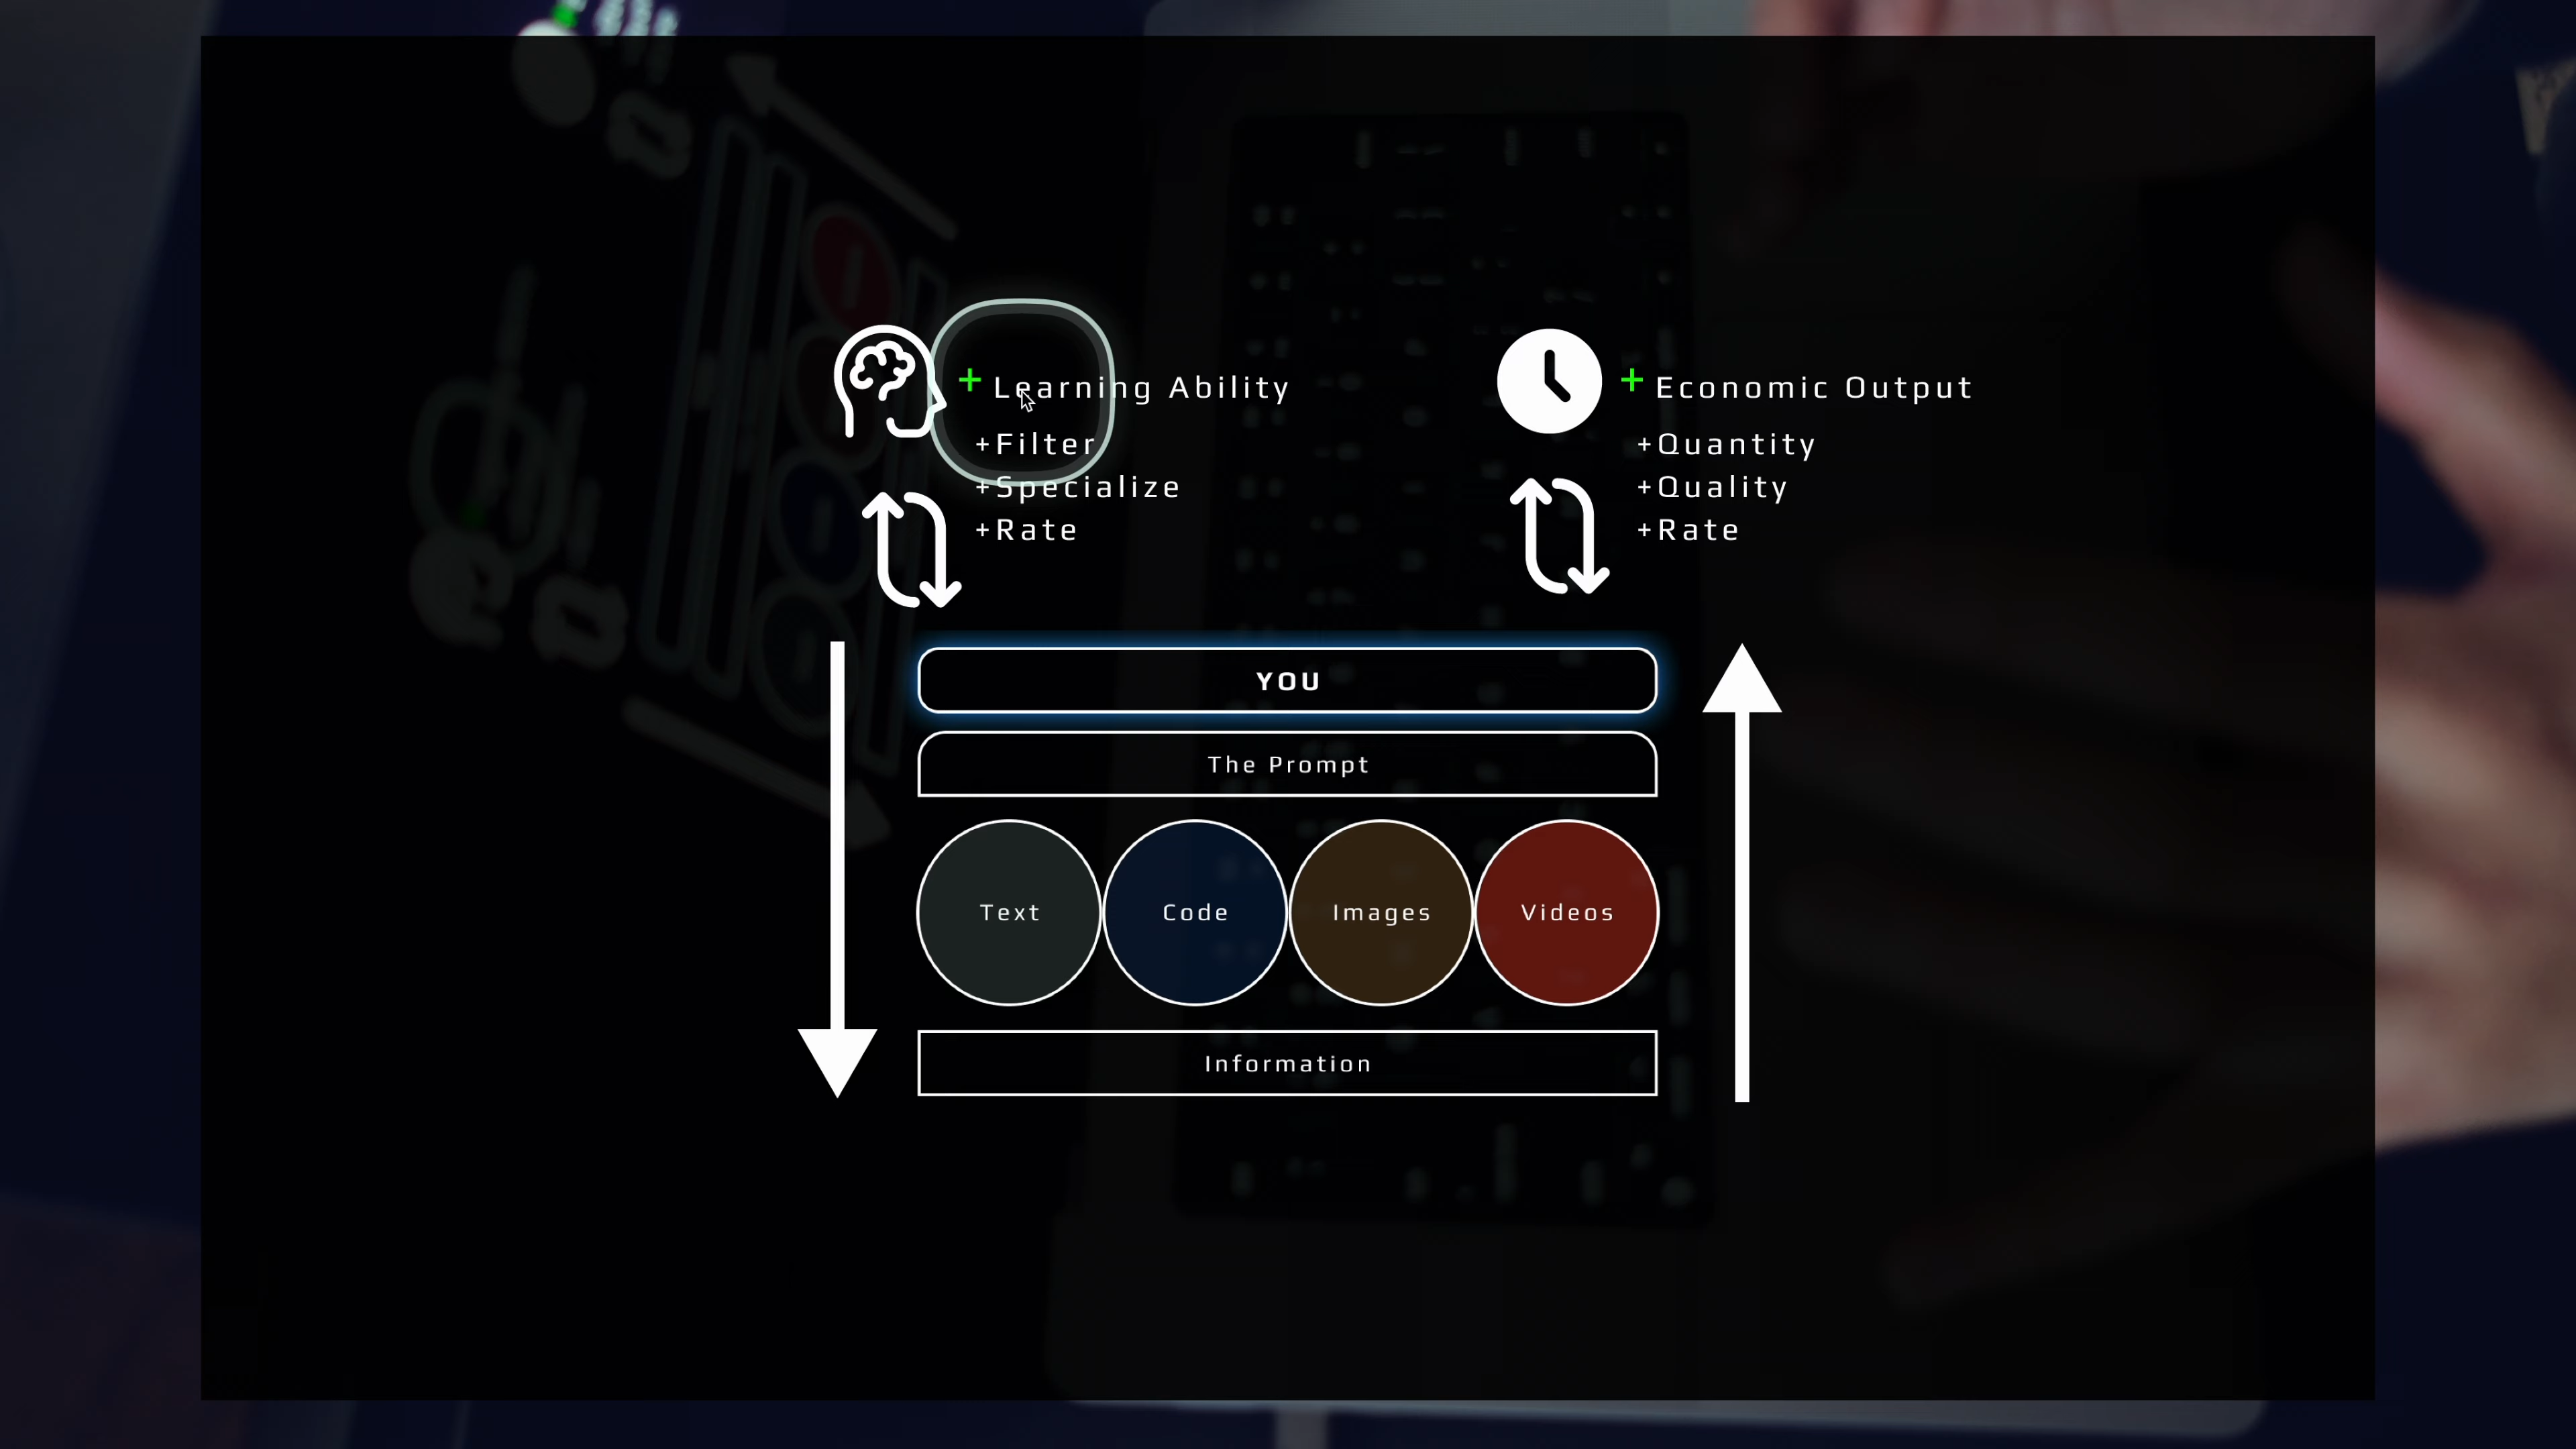 + Learning Ability
+Filter
+Specialize
+Rate
+ Economic Output
+Quantity
+Quality
+Rate
YOU
The Prompt
Text Code Images Videos
Information